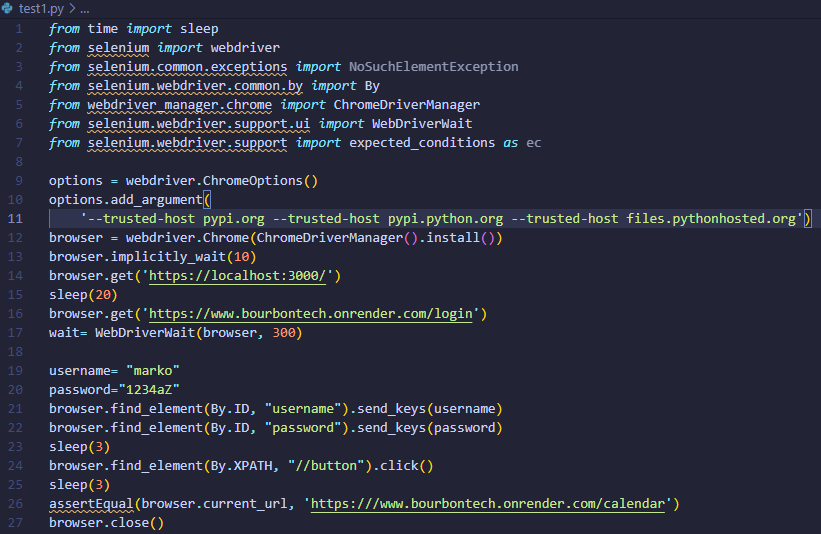 test1.py > ...
1 from time import sleep
2 from selenium import webdriver
3 from selenium.common.exceptions import NoSuchElementException
4 from selenium.webdriver.common.by import By
5 from webdriver_manager.chrome import ChromeDriverManager
6 from selenium.webdriver.support.ui import WebDriverWait
7 from selenium.webdriver.support import expected_conditions as ec
8
9 options = webdriver.ChromeOptions()
10 options.add_argument(
11     '--trusted-host pypi.org --trusted-host pypi.python.org --trusted-host files.pythonhosted.org')
12 browser = webdriver.Chrome(ChromeDriverManager().install())
13 browser.implicitly_wait(10)
14 browser.get('https://localhost:3000/')
15 sleep(20)
16 browser.get('https://www.bourbontech.onrender.com/login')
17 wait= WebDriverWait(browser, 300)
18
19 username= "marko"
20 password="1234aZ"
21 browser.find_element(By.ID, "username").send_keys(username)
22 browser.find_element(By.ID, "password").send_keys(password)
23 sleep(3)
24 browser.find_element(By.XPATH, "//button").click()
25 sleep(3)
26 assertEqual(browser.current_url, 'https:///www.bourbontech.onrender.com/calendar')
27 browser.close()